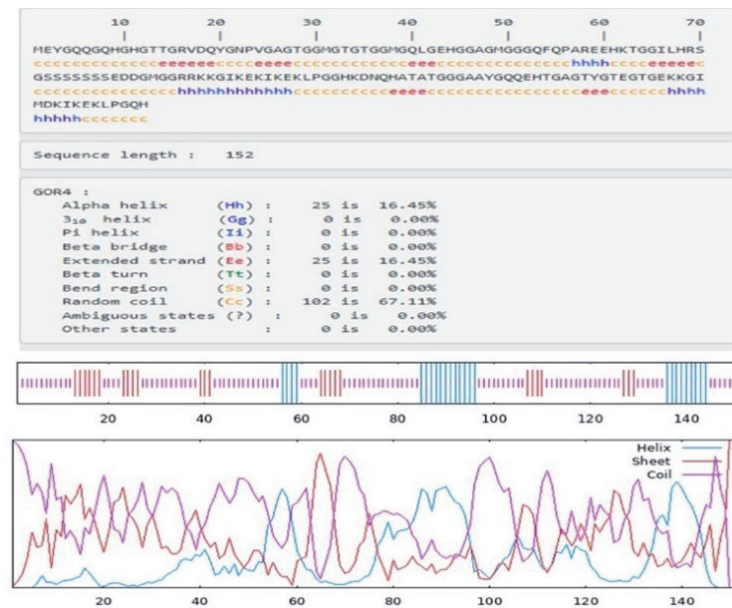 10 20 30 40 50 60 70
| | | | | | |
MEYGQQGQHGHGTTGRVDQYGNPVGAGTGGMGTGTGGMGQLGEHGGAGMGGGQFQPAREEHKTGGILHRS
ccccccccccccceeeeeecccceeeecccccccccccceeecccccccccccccchhhhcccceeeeec
GSSSSSSSEDDGMGGRRKKGIKEKIKEKLPGGHKDNQHATATGGGAAYGQQEHTGAGTYGTEGTGEKKGI
ccccccccccccccchhhhhhhhhhhhcccccccccceeeecccccccccccccccceeecccccchhhh
MDKIKEKLPGQH
hhhhhccccccc
Sequence length : 152
GOR4 :
Alpha helix (Hh) : 25 is 16.45%
3₁₀ helix (Gg) : 0 is 0.00%
Pi helix (Ii) : 0 is 0.00%
Beta bridge (Bb) : 0 is 0.00%
Extended strand (Ee) : 25 is 16.45%
Beta turn (Tt) : 0 is 0.00%
Bend region (Ss) : 0 is 0.00%
Random coil (Cc) : 102 is 67.11%
Ambiguous states (?) : 0 is 0.00%
Other states : 0 is 0.00%
20 40 60 80 100 120 140
Helix
Sheet
Coil
20 40 60 80 100 120 140